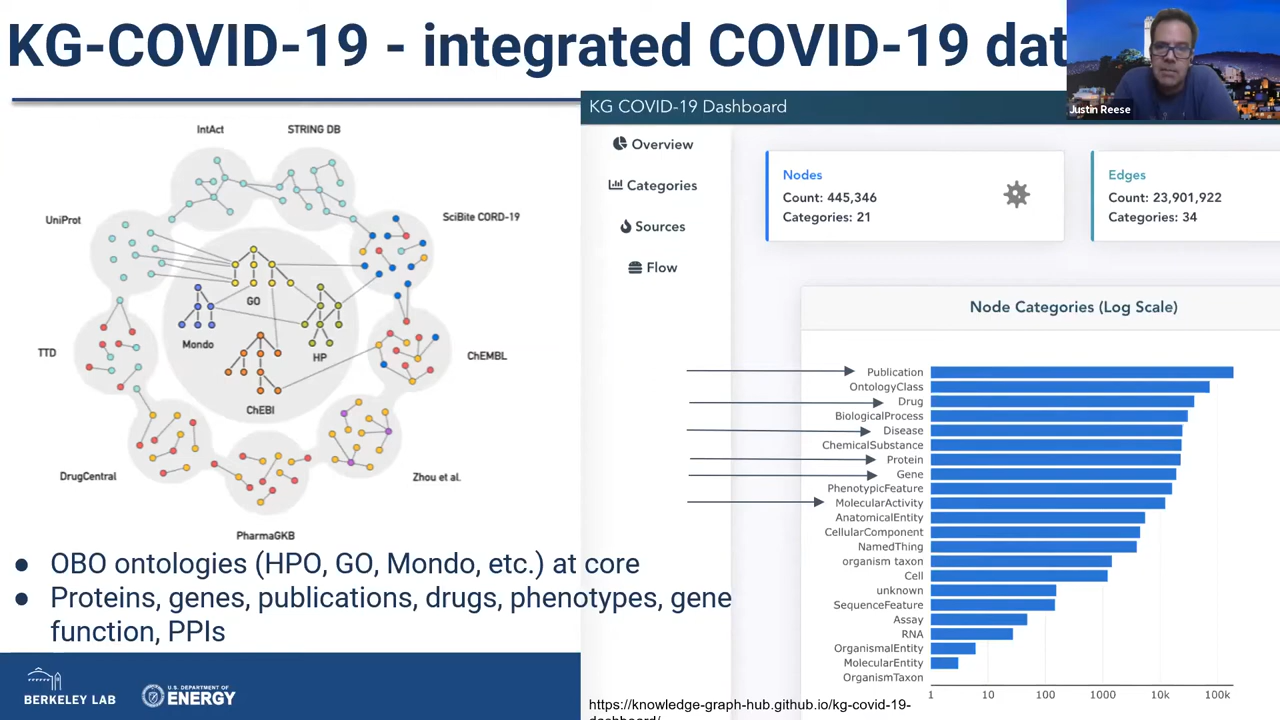 KG-COVID-19 - integrated COVID-19 dat
Justin Reese
IntAct
STRING DB
UniProt
SciBite CORD-19
GO
Mondo
HP
TTD
ChEMBL
ChEBI
DrugCentral
Zhou et al.
PharmaGKB
● OBO ontologies (HPO, GO, Mondo, etc.) at core
● Proteins, genes, publications, drugs, phenotypes, gene
function, PPIs
BERKELEY LAB
U.S. DEPARTMENT OF
ENERGY
KG COVID-19 Dashboard
Overview
Categories
Sources
Flow
Nodes
Count: 445,346
Categories: 21
Edges
Count: 23,901,922
Categories: 34
Node Categories (Log Scale)
Publication
OntologyClass
Drug
BiologicalProcess
Disease
ChemicalSubstance
Protein
Gene
PhenotypicFeature
MolecularActivity
AnatomicalEntity
CellularComponent
NamedThing
organism taxon
Cell
unknown
SequenceFeature
Assay
RNA
OrganismalEntity
MolecularEntity
OrganismTaxon
1 10 100 1000 10k 100k
https://knowledge-graph-hub.github.io/kg-covid-19-
dashboard/